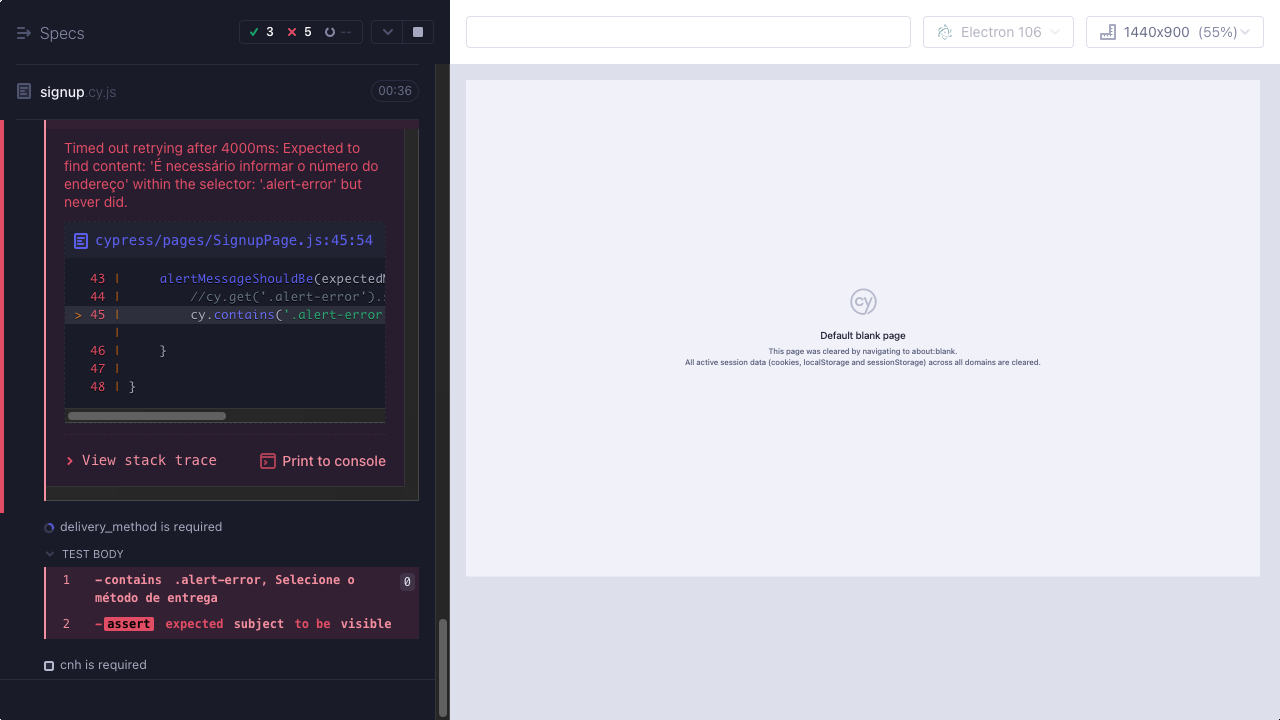 Specs
3
5
--
signup.cy.js
00:36
Timed out retrying after 4000ms: Expected to
find content: 'É necessário informar o número do
endereço' within the selector: '.alert-error' but
never did.
cypress/pages/SignupPage.js:45:54
43 | alertMessageShouldBe(expected
44 | //cy.get('.alert-error').
> 45 | cy.contains('.alert-error
|
46 | }
47 |
48 | }
View stack trace
Print to console
delivery_method is required
TEST BODY
1 -contains .alert-error, Selecione o
método de entrega
0
2 -assert expected subject to be visible
cnh is required
Electron 106
1440x900 (55%)
cy
Default blank page
This page was cleared by navigating to about:blank.
All active session data (cookies, localStorage and sessionStorage) across all domains are cleared.